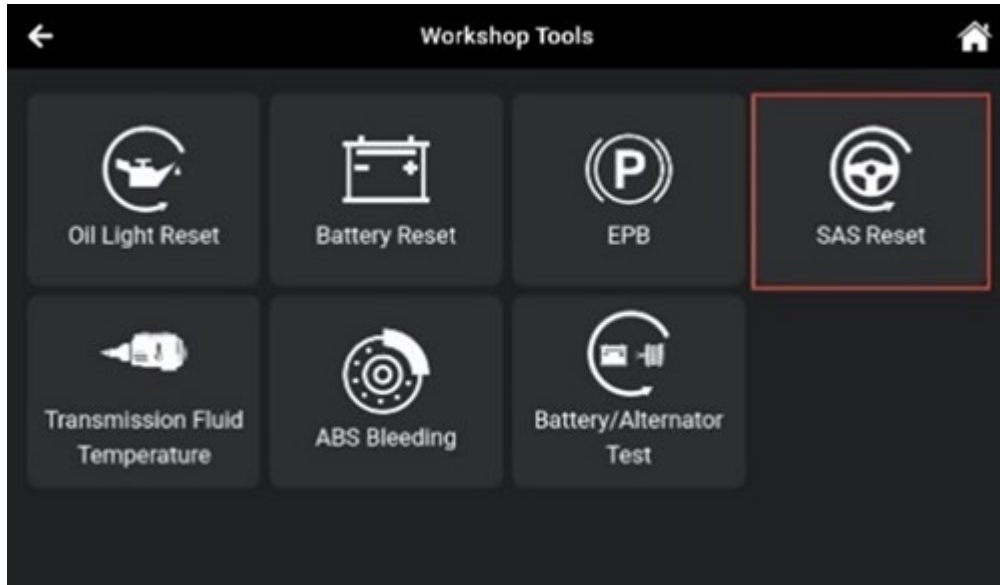 Workshop Tools
Oil Light Reset
Battery Reset
P
EPB
SAS Reset
Transmission Fluid
Temperature
ABS Bleeding
Battery/Alternator
Test